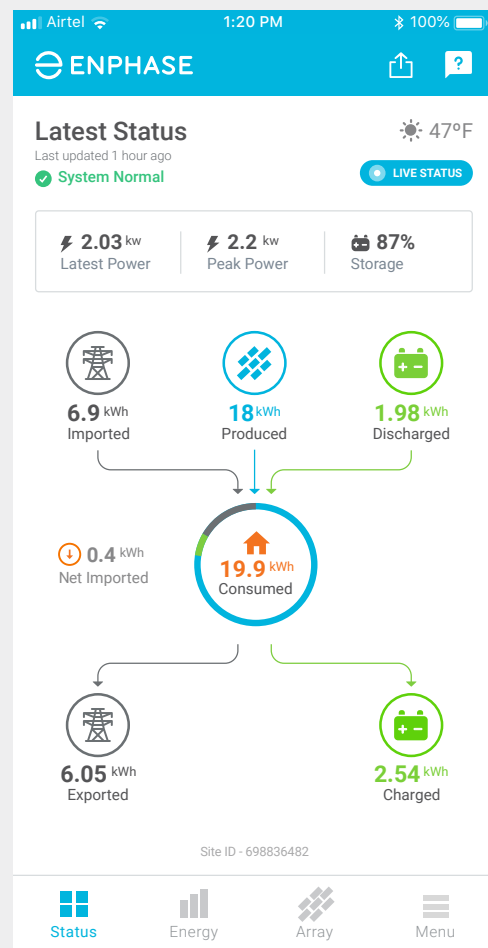 Airtel 1:20 PM 100%
ENPHASE
?
Latest Status
47ºF
Last updated 1 hour ago
System Normal
LIVE STATUS
2.03 kw
Latest Power
2.2 kw
Peak Power
87%
Storage
6.9 kWh
Imported
18 kWh
Produced
1.98 kWh
Discharged
0.4 kWh
Net Imported
19.9 kWh
Consumed
6.05 kWh
Exported
2.54 kWh
Charged
Site ID - 698836482
Status Energy Array Menu